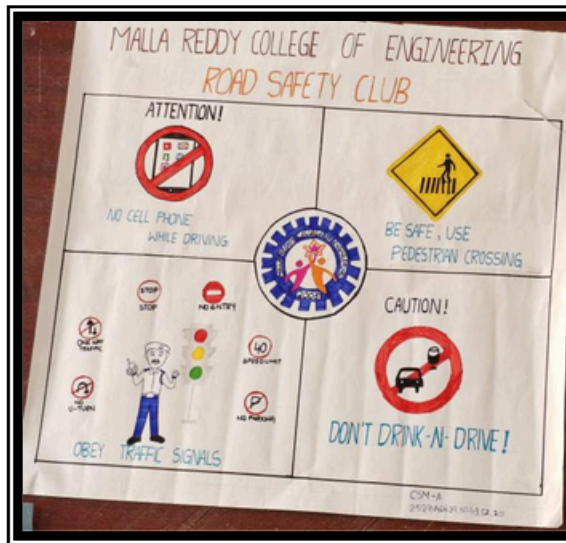 MALLA REDDY COLLEGE OF ENGINEERING
ROAD SAFETY CLUB
ATTENTION!
NO CELL PHONE
WHILE DRIVING
BE SAFE, USE
PEDESTRIAN CROSSING
STOP
STOP
NO ENTRY
ONE WAY
TRAFFIC
40
SPEED LIMIT
NO
U-TURN
P
NO PARKING
OBEY TRAFFIC SIGNALS
CAUTION!
DON'T DRINK-N-DRIVE!
CSM-A